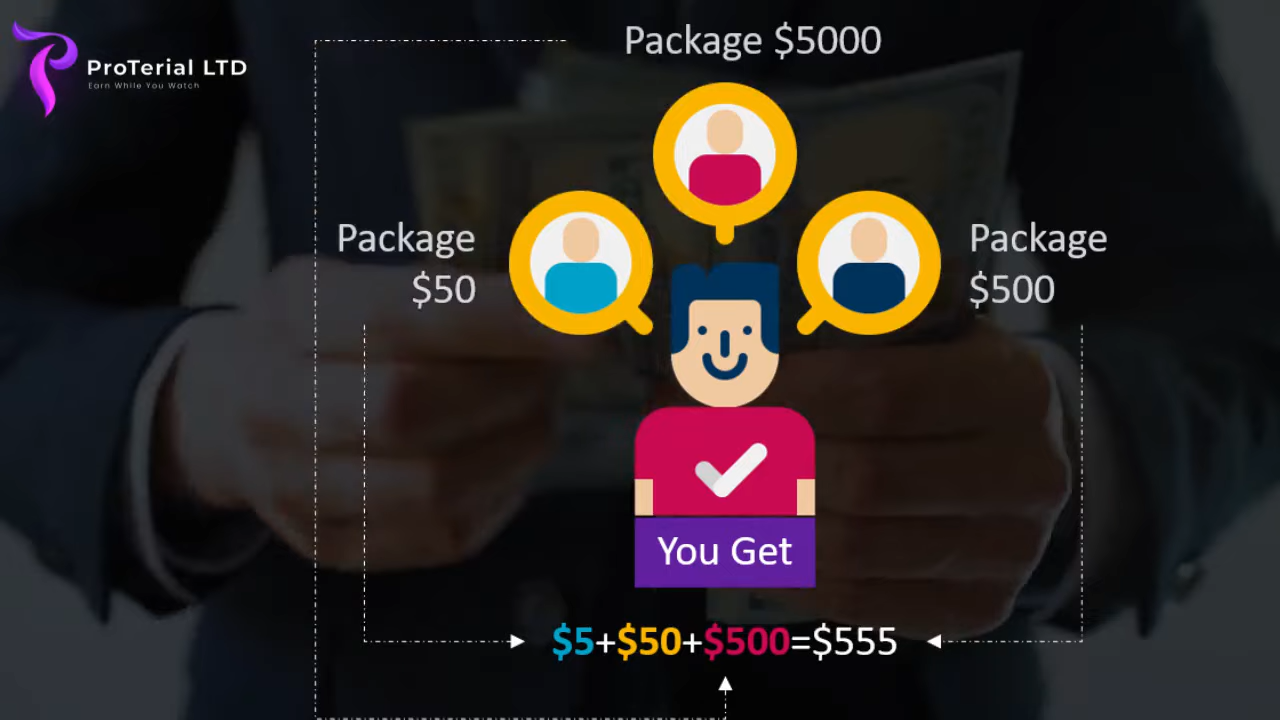 ProTerial LTD
Earn While You Watch
Package $5000
Package
$50
Package
$500
You Get
$5+$50+$500=$555